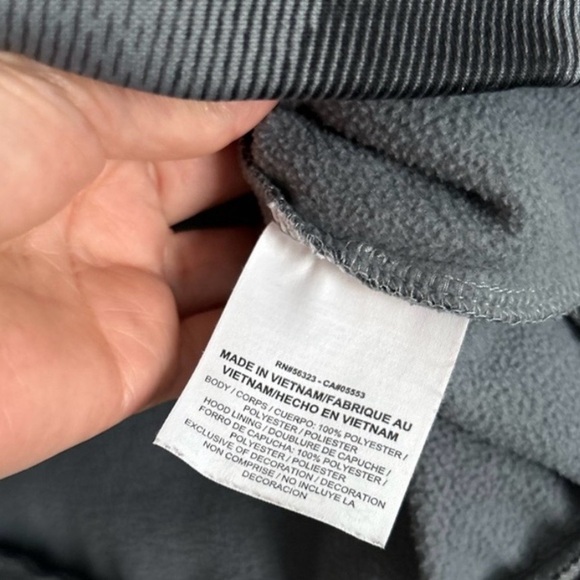 RN#56323 - CA#05553
MADE IN VIETNAM/FABRIQUE AU
VIETNAM/HECHO EN VIETNAM
BODY / CORPS / CUERPO: 100% POLYESTER /
POLYESTER / POLIESTER
HOOD LINING / DOUBLURE DE CAPUCHE /
FORRO DE CAPUCHA: 100% POLYESTER /
POLYESTER / POLIESTER
EXCLUSIVE OF DECORATION / DECORATION
NON COMPRISE / NO INCLUYE LA
DECORACION